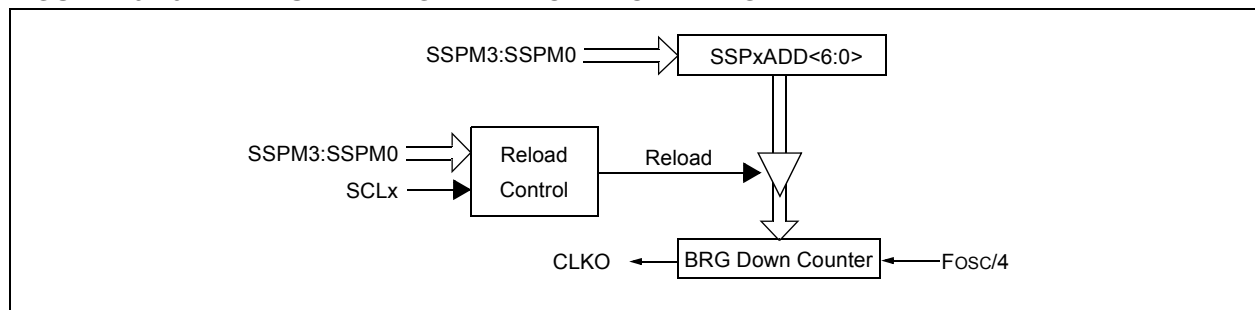 SSPM3:SSPM0
SSPxADD<6:0>
SSPM3:SSPM0
Reload
Control
Reload
SCLx
CLKO
BRG Down Counter
FOSC/4